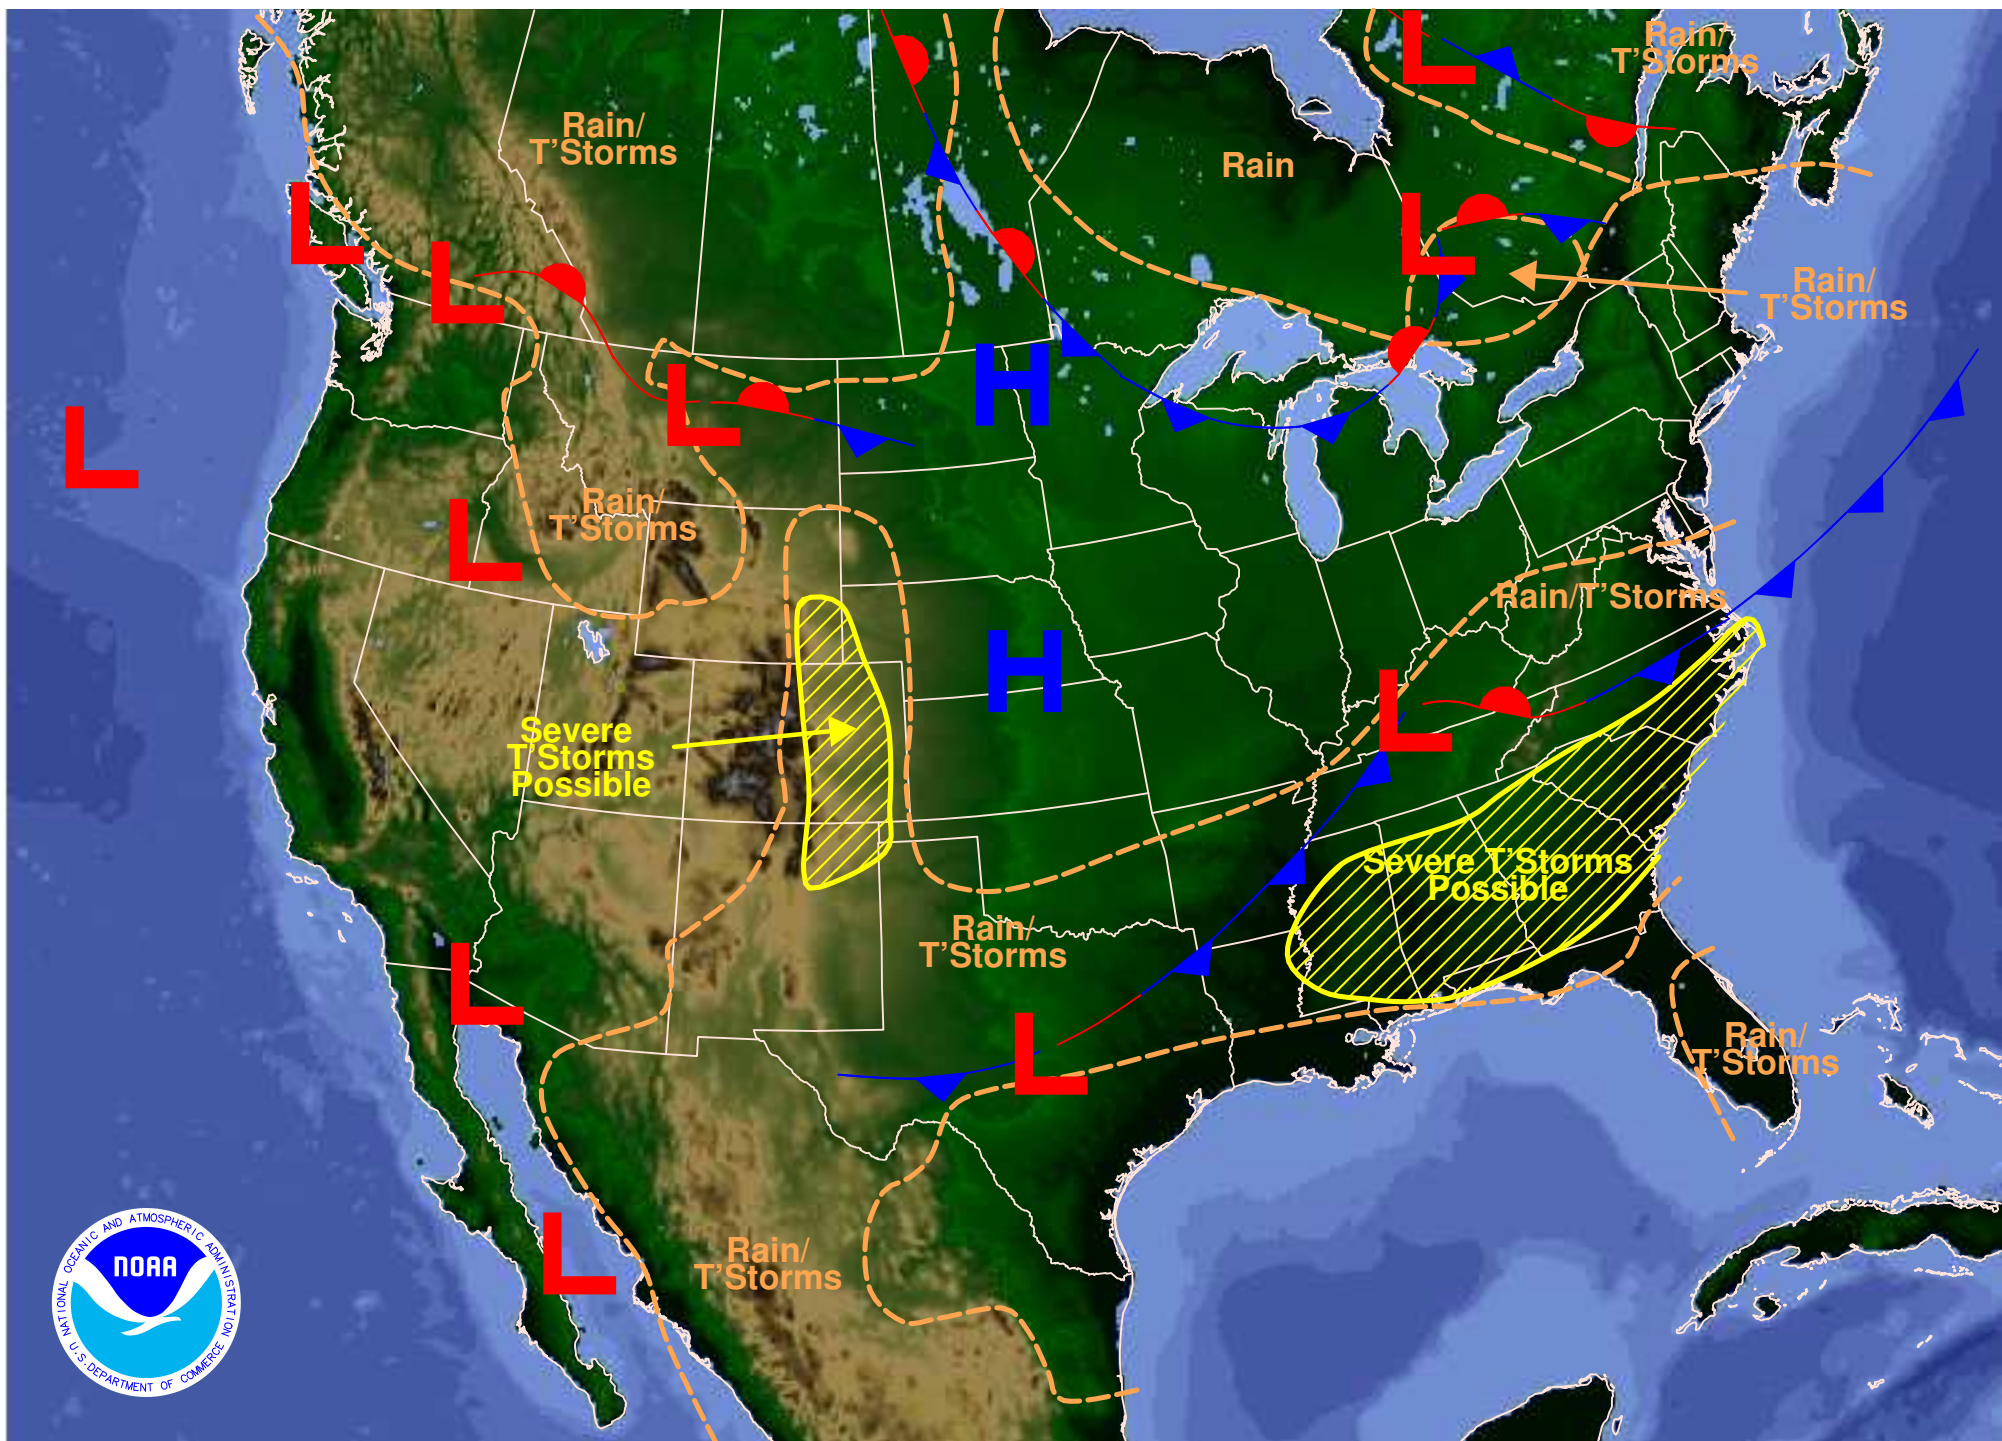 Rain/
T'Storms
Rain/
T'Storms
L
Rain
L
L
L
Rain/
T'Storms
L
H
L
L
Rain/
T'Storms
L
Rain/T'Storms
H
L
Severe
T'Storms
Possible
Severe T'Storms
Possible
Rain/
T'Storms
L
L
Rain/
T'Storms
L
Rain/
T'Storms
NATIONAL OCEANIC AND ATMOSPHERIC ADMINISTRATION
NOAA
U.S. DEPARTMENT OF COMMERCE